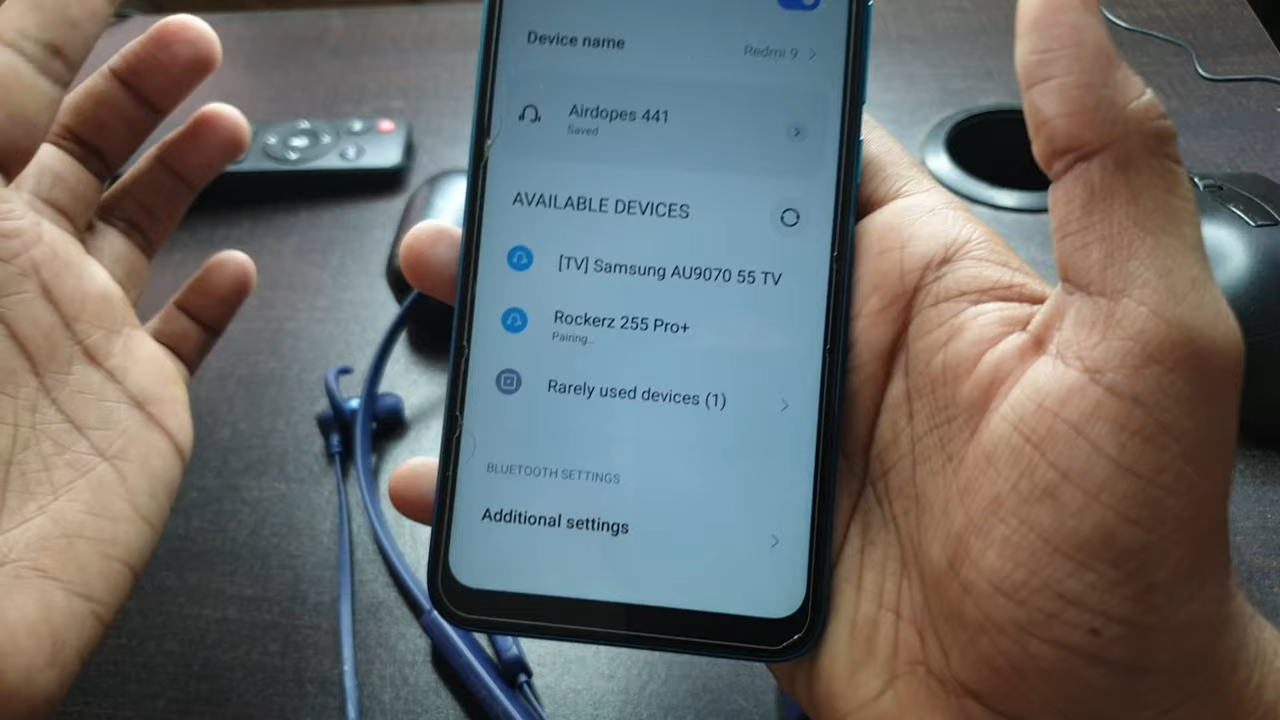 Device name
Redmi 9
Airdopes 441
Saved
AVAILABLE DEVICES
[TV] Samsung AU9070 55 TV
Rockerz 255 Pro+
Pairing...
Rarely used devices (1)
BLUETOOTH SETTINGS
Additional settings